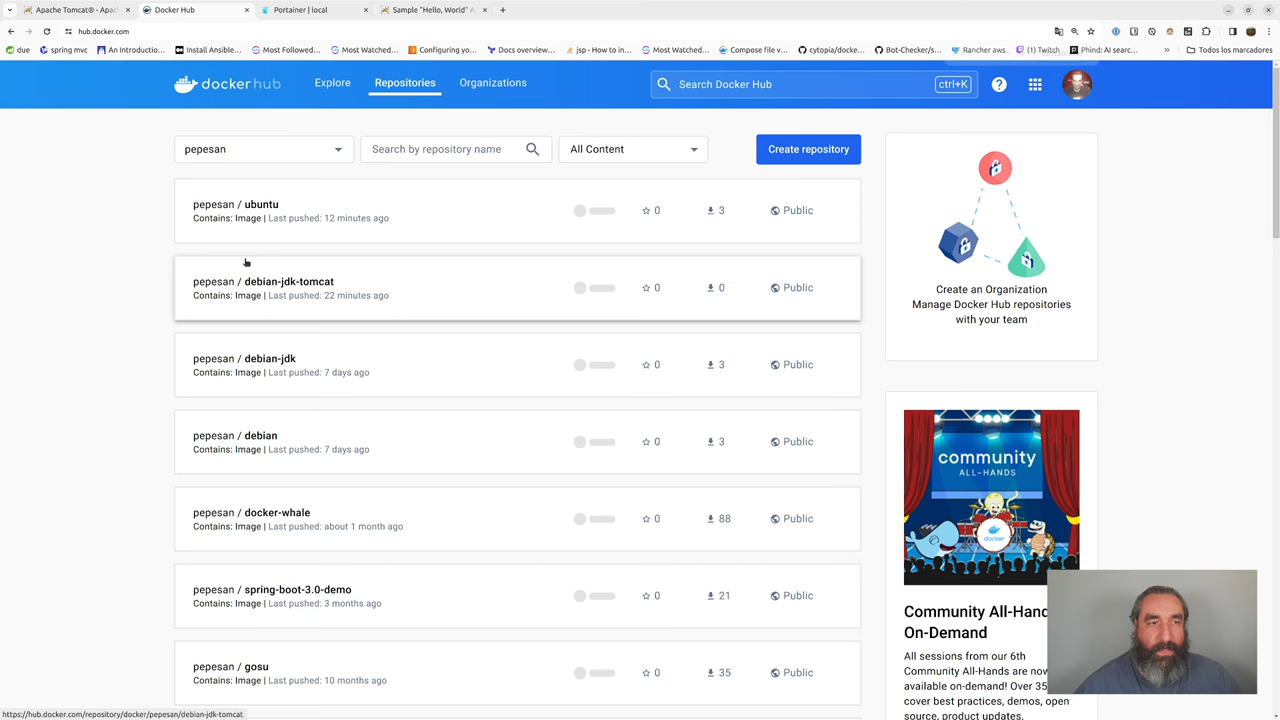 Apache Tomcat® - Apac
Docker Hub
Portainer | local
Sample "Hello, World" A
hub.docker.com
due
spring mvc
An Introduction...
Install Ansible...
Most Followed...
Most Watched...
Configuring yo...
Docs overview...
jsp - How to in...
Most Watched...
Compose file v...
cytopia/docke...
Bot-Checker/s...
Rancher aws
(1) Twitch
Phind: AI searc...
»
Todos los marcadores
dockerhub
Explore
Repositories
Organizations
Search Docker Hub
ctrl+K
pepesan
Search by repository name
All Content
Create repository
pepesan / ubuntu
Contains: Image | Last pushed: 12 minutes ago
0
3
Public
pepesan / debian-jdk-tomcat
Contains: Image | Last pushed: 22 minutes ago
0
0
Public
pepesan / debian-jdk
Contains: Image | Last pushed: 7 days ago
0
3
Public
pepesan / debian
Contains: Image | Last pushed: 7 days ago
0
3
Public
pepesan / docker-whale
Contains: Image | Last pushed: about 1 month ago
0
88
Public
pepesan / spring-boot-3.0-demo
Contains: Image | Last pushed: 3 months ago
0
21
Public
pepesan / gosu
Contains: Image | Last pushed: 10 months ago
0
35
Public
Create an Organization
Manage Docker Hub repositories
with your team
community
ALL-HANDS
docker
Community All-Hand
On-Demand
All sessions from our 6th
Community All-Hands are now
available on-demand! Over 35
cover best practices, demos, open
source, product updates,
https://hub.docker.com/repository/docker/pepesan/debian-jdk-tomcat